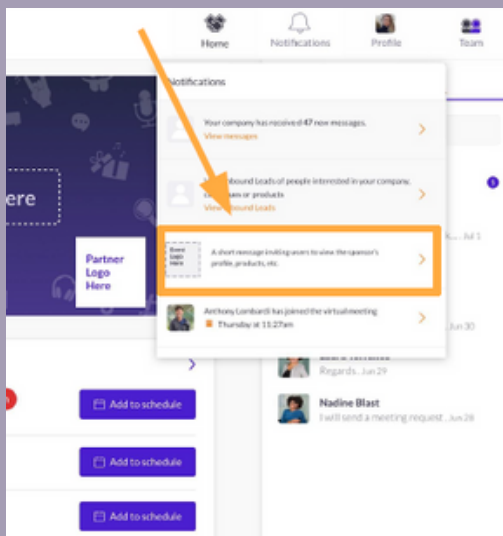 Home
Notifications
Profile
Team
Notifications
Your company has received 47 new messages.
View messages
Inbound Leads of people interested in your company,
or products
Inbound Leads
ere
Partner
Logo
Here
Event
Logo
Here
A short message inviting users to view the sponsor's
profile, products, etc.
Jul 1
Anthony Lombardi has joined the virtual meeting
Thursday at 11:27am
Jun 30
Regards. Jun 29
Nadine Blast
I will send a meeting request. Jun 28
Add to schedule
Add to schedule
Add to schedule